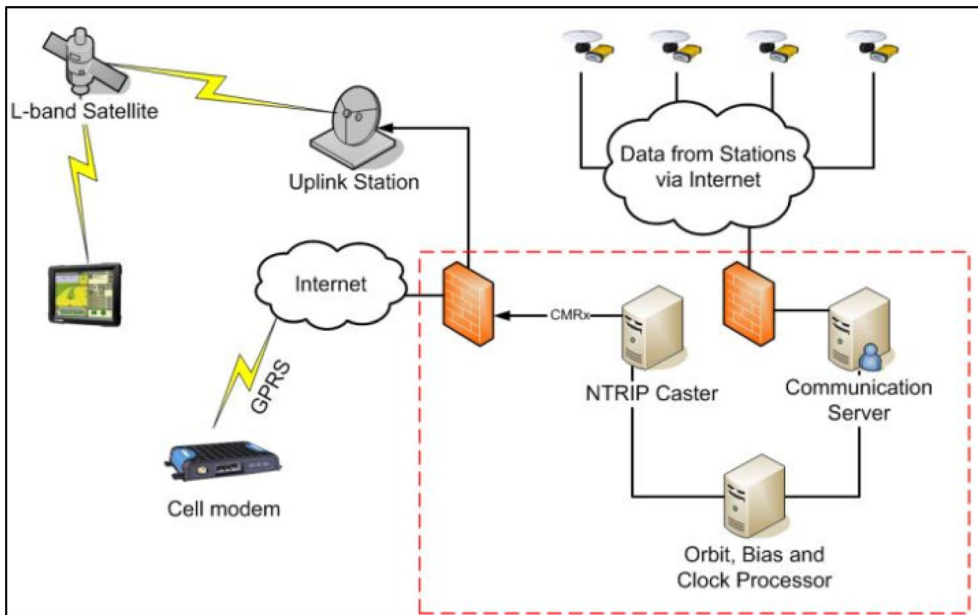 L-band Satellite
Uplink Station
Data from Stations
via Internet
Internet
CMRx
GPRS
NTRIP Caster
Communication
Server
Cell modem
Orbit, Bias and
Clock Processor